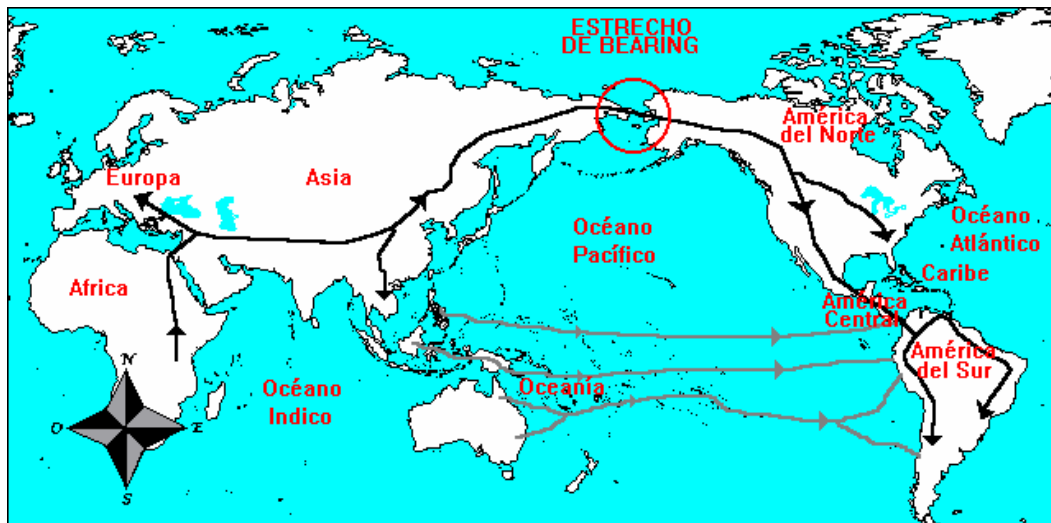 ESTRECHO
DE BEARING
América
del Norte
Europa
Asia
Océano
Pacífico
Océano
Atlántico
Caribe
Africa
América
Central
América
del Sur
Océano
Indico
Oceanía
N
O
E
S